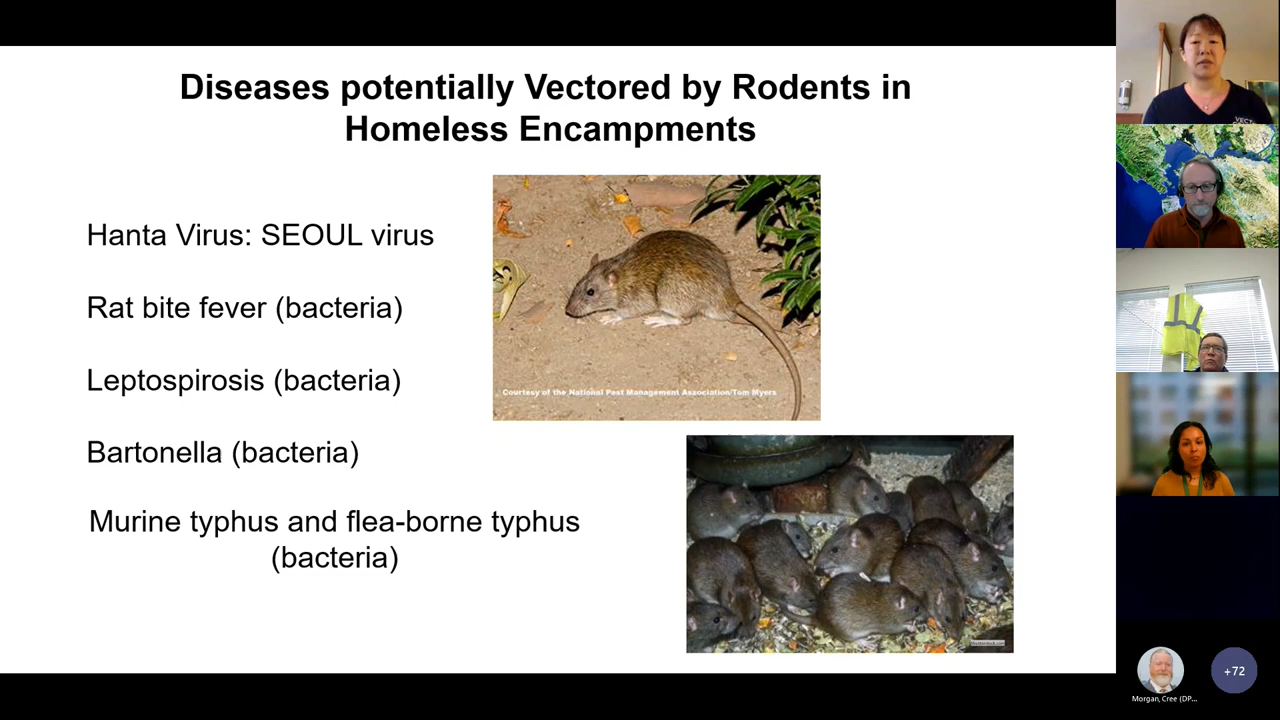 Diseases potentially Vectored by Rodents in
Homeless Encampments
Hanta Virus: SEOUL virus
Rat bite fever (bacteria)
Leptospirosis (bacteria)
Bartonella (bacteria)
Murine typhus and flea-borne typhus
(bacteria)
Courtesy of the National Pest Management Association/Tom Myers
VECT
+72
Morgan, Cree (DP...